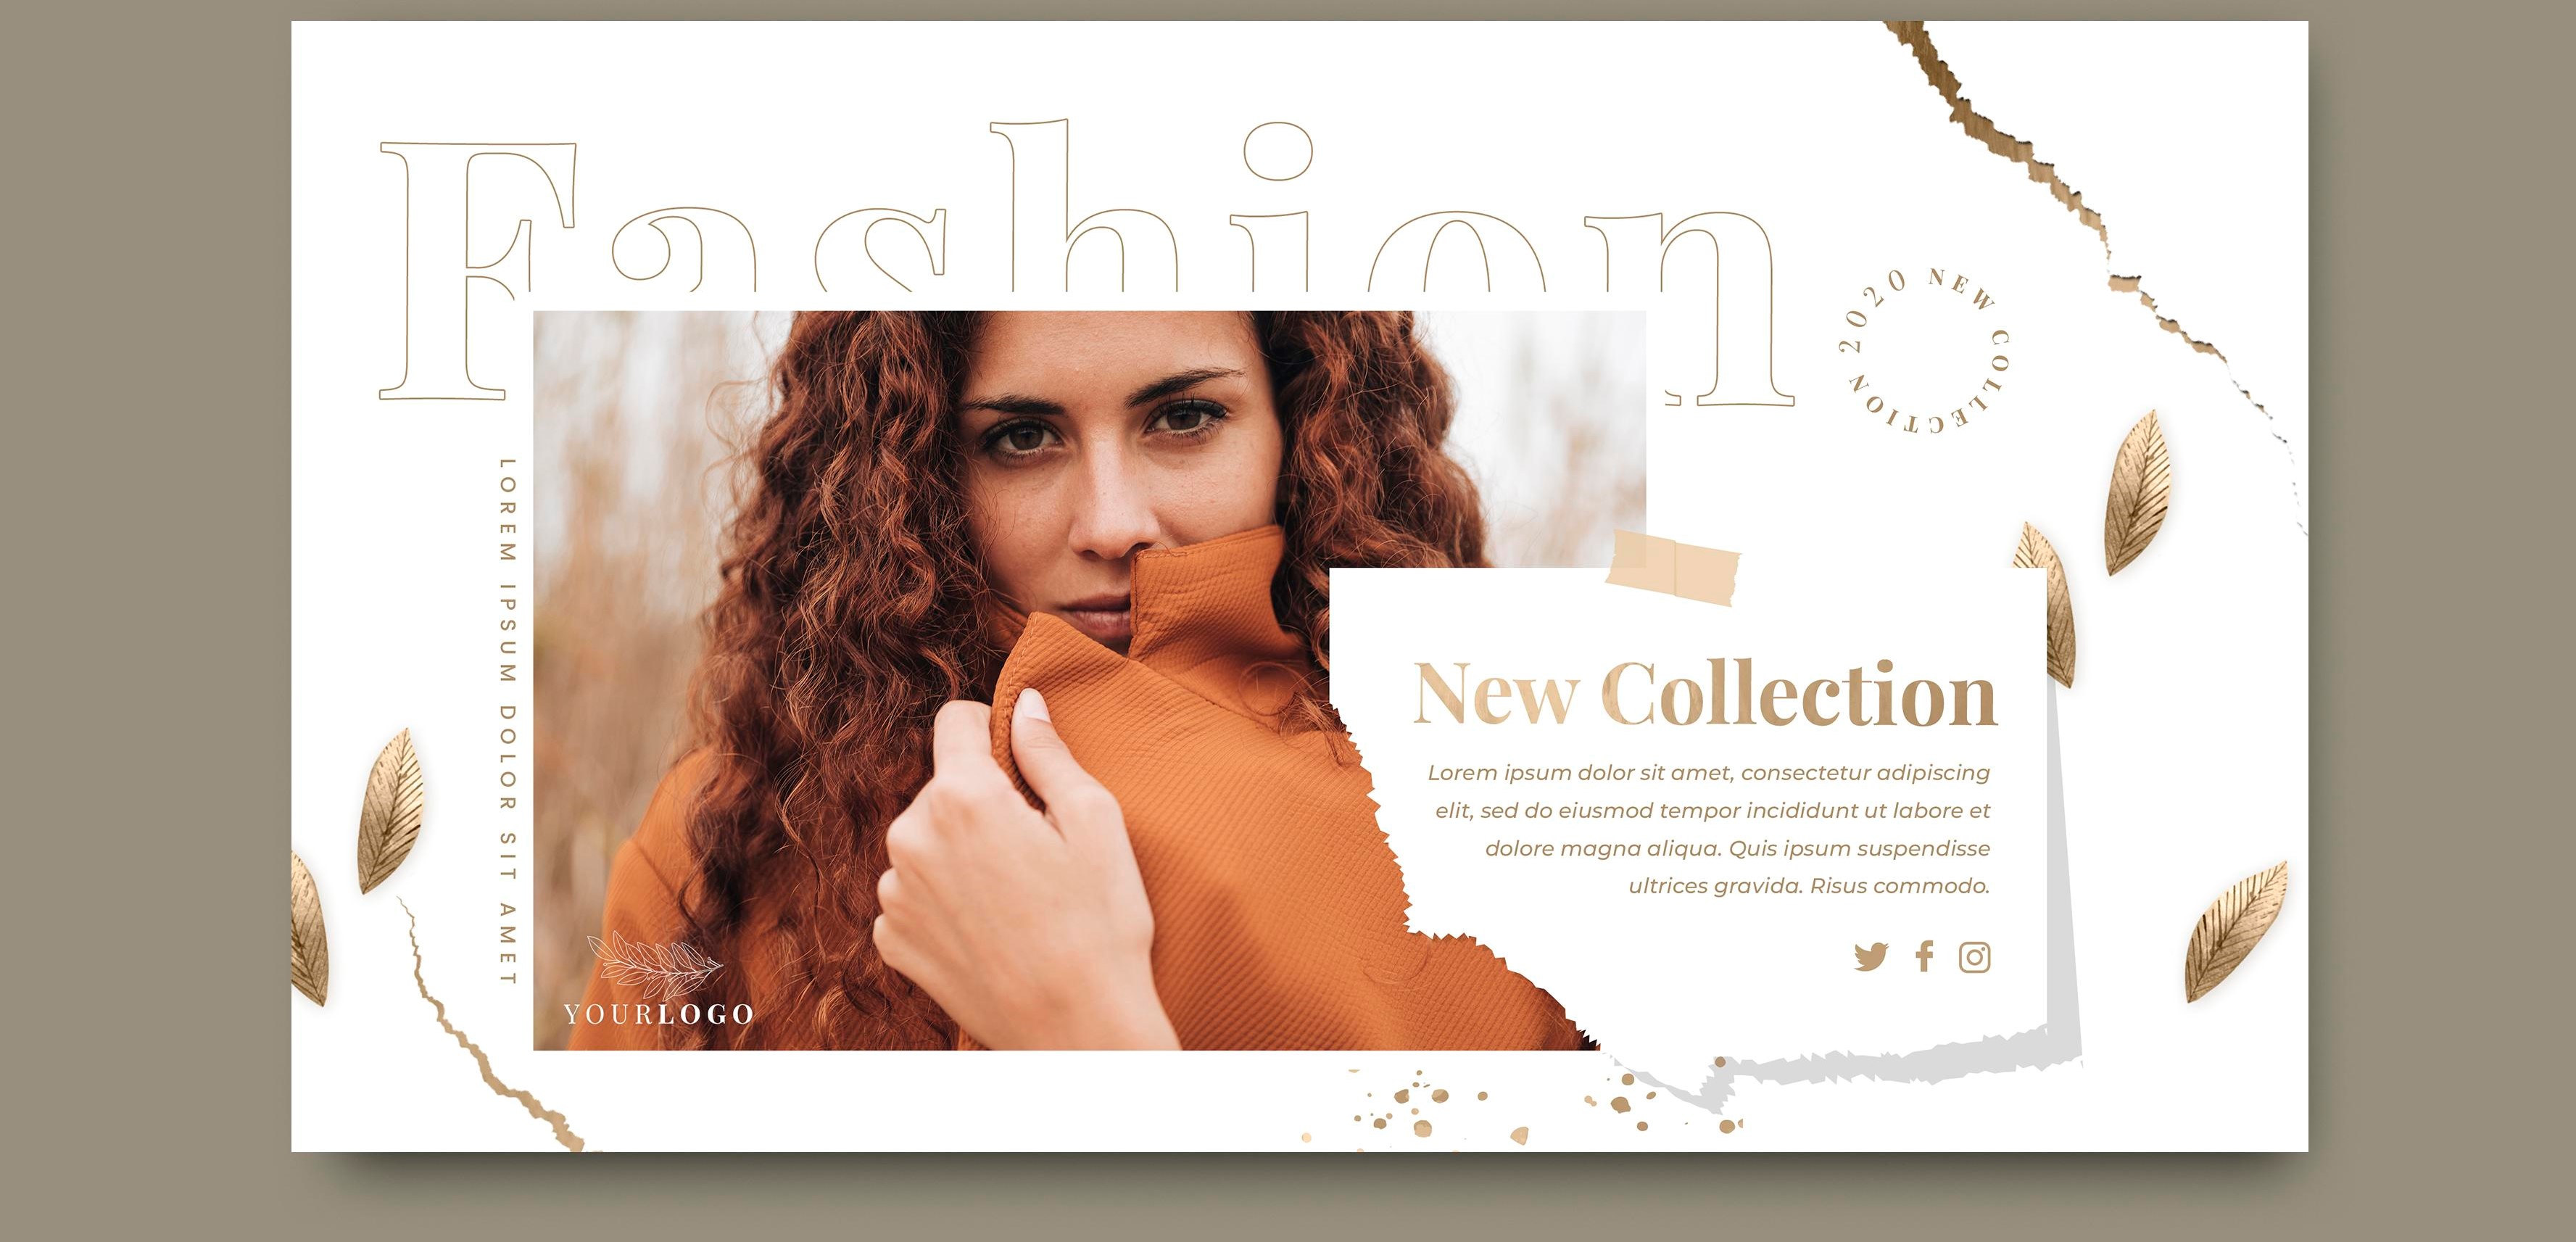 Fashion
2020 NEW COLLECTION
LOREM IPSUM DOLOR SIT AMET
New Collection
Lorem ipsum dolor sit amet, consectetur adipiscing
elit, sed do eiusmod tempor incididunt ut labore et
dolore magna aliqua. Quis ipsum suspendisse
ultrices gravida. Risus commodo.
YOURLOGO